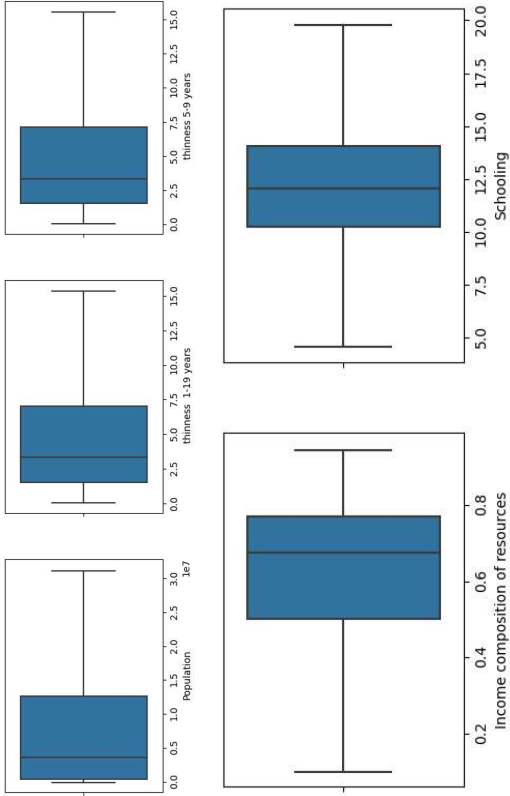 0.0 0.5 1.0 1.5 2.0 2.5 3.0
1e7
Population
0.0 2.5 5.0 7.5 10.0 12.5 15.0
thinness 1-19 years
0.0 2.5 5.0 7.5 10.0 12.5 15.0
thinness 5-9 years
0.2 0.4 0.6 0.8
Income composition of resources
5.0 7.5 10.0 12.5 15.0 17.5 20.0
Schooling